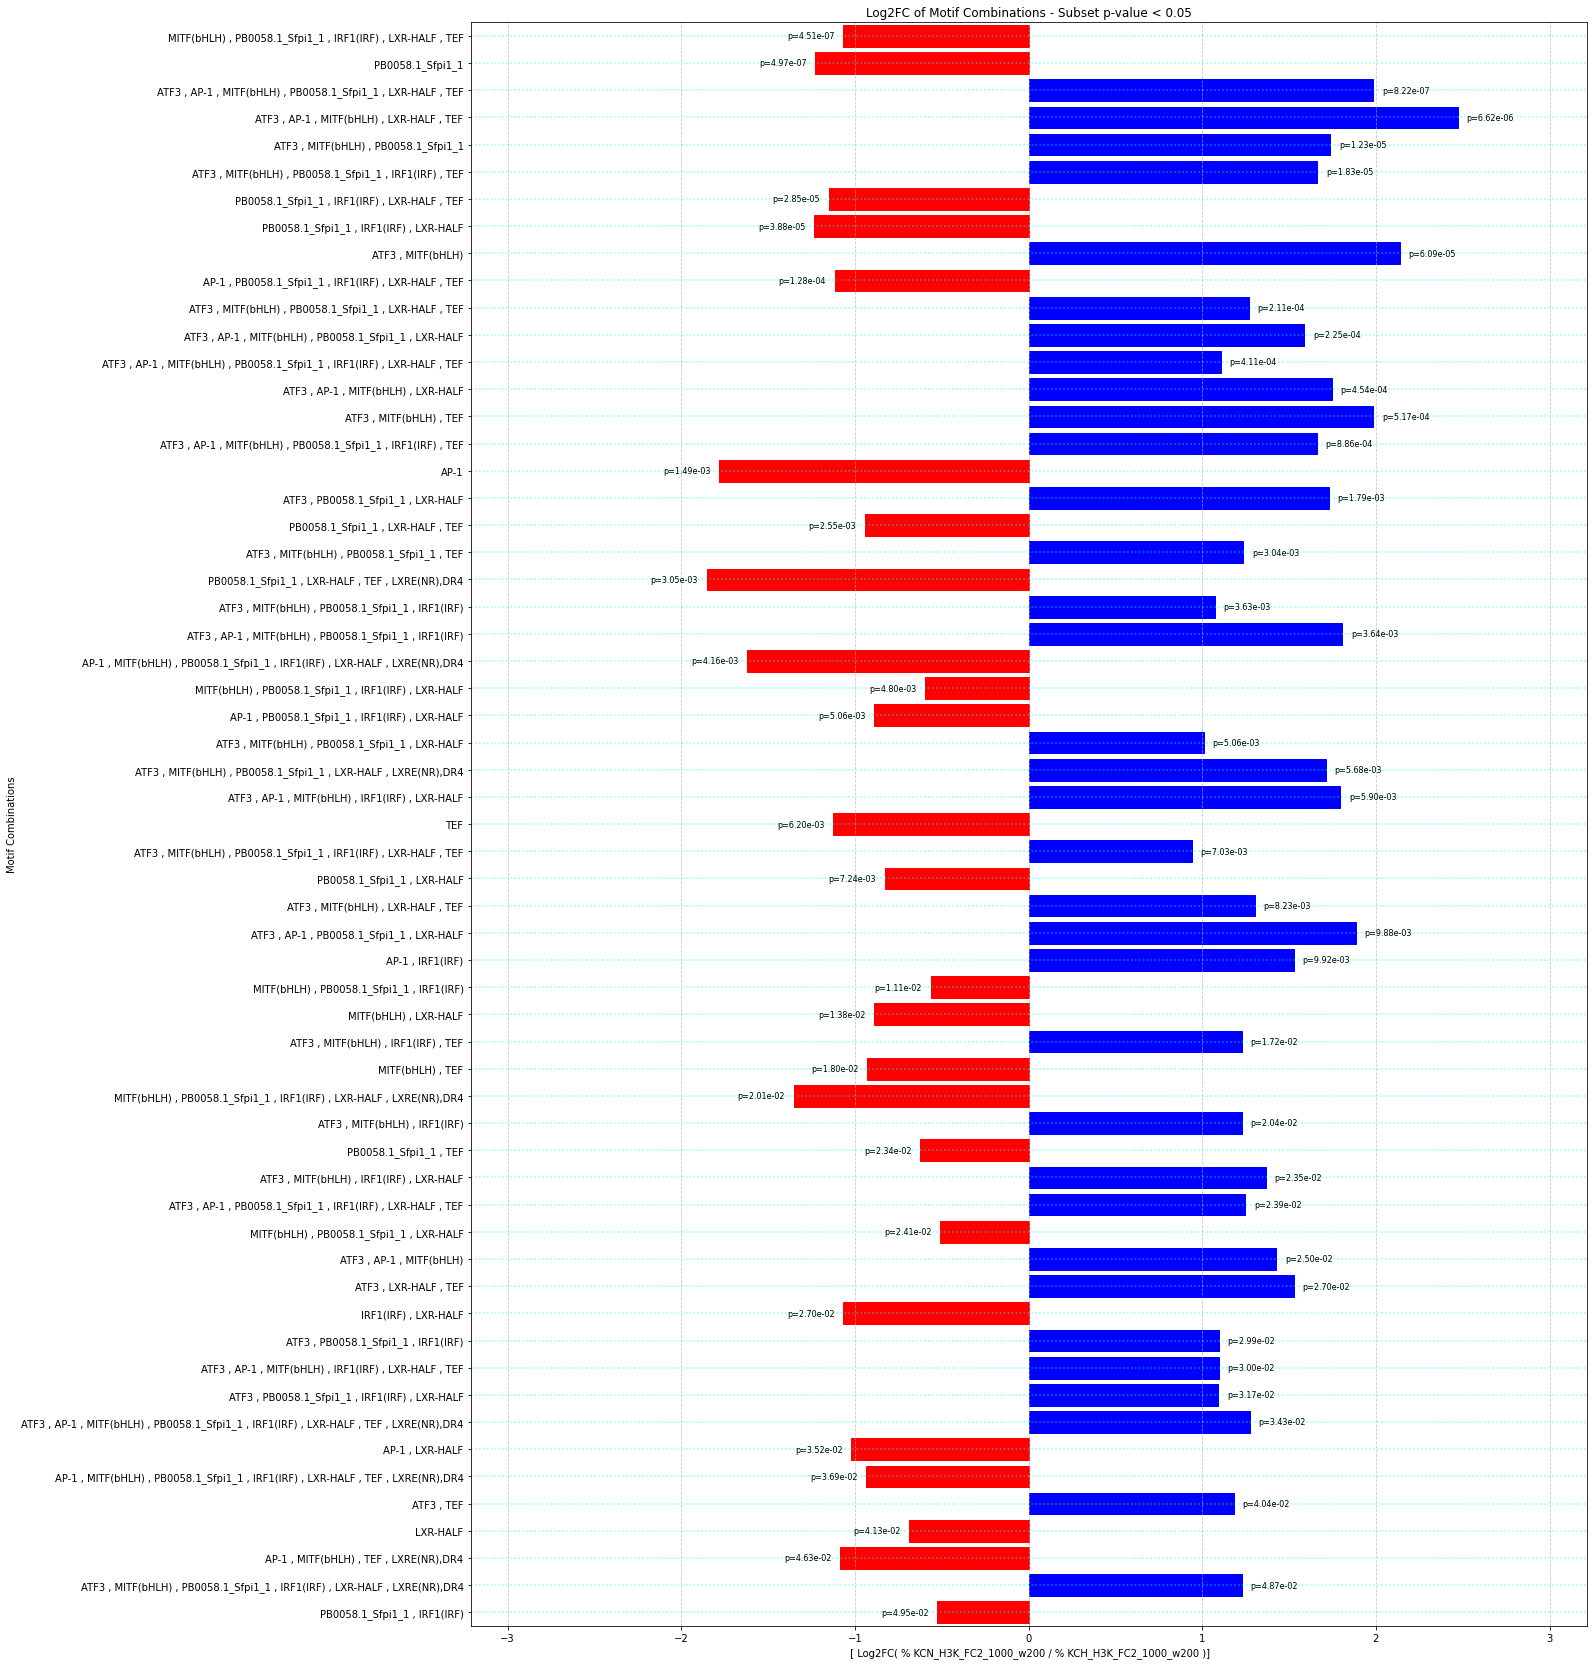 Log2FC of Motif Combinations - Subset p-value < 0.05
MITF(bHLH) , PB0058.1_Sfpi1_1 , IRF1(IRF) , LXR-HALF , TEF p=4.51e-07
PB0058.1_Sfpi1_1 p=4.97e-07
ATF3 , AP-1 , MITF(bHLH) , PB0058.1_Sfpi1_1 , LXR-HALF , TEF p=8.22e-07
ATF3 , AP-1 , MITF(bHLH) , LXR-HALF , TEF p=6.62e-06
ATF3 , MITF(bHLH) , PB0058.1_Sfpi1_1 p=1.23e-05
ATF3 , MITF(bHLH) , PB0058.1_Sfpi1_1 , IRF1(IRF) , TEF p=1.83e-05
PB0058.1_Sfpi1_1 , IRF1(IRF) , LXR-HALF , TEF p=2.85e-05
PB0058.1_Sfpi1_1 , IRF1(IRF) , LXR-HALF p=3.88e-05
ATF3 , MITF(bHLH) p=6.09e-05
AP-1 , PB0058.1_Sfpi1_1 , IRF1(IRF) , LXR-HALF , TEF p=1.28e-04
ATF3 , MITF(bHLH) , PB0058.1_Sfpi1_1 , LXR-HALF , TEF p=2.11e-04
ATF3 , AP-1 , MITF(bHLH) , PB0058.1_Sfpi1_1 , LXR-HALF p=2.25e-04
ATF3 , AP-1 , MITF(bHLH) , PB0058.1_Sfpi1_1 , IRF1(IRF) , LXR-HALF , TEF p=4.11e-04
ATF3 , AP-1 , MITF(bHLH) , LXR-HALF p=4.54e-04
ATF3 , MITF(bHLH) , TEF p=5.17e-04
ATF3 , AP-1 , MITF(bHLH) , PB0058.1_Sfpi1_1 , IRF1(IRF) , TEF p=8.86e-04
AP-1 p=1.49e-03
ATF3 , PB0058.1_Sfpi1_1 , LXR-HALF p=1.79e-03
PB0058.1_Sfpi1_1 , LXR-HALF , TEF p=2.55e-03
ATF3 , MITF(bHLH) , PB0058.1_Sfpi1_1 , TEF p=3.04e-03
PB0058.1_Sfpi1_1 , LXR-HALF , TEF , LXRE(NR),DR4 p=3.05e-03
ATF3 , MITF(bHLH) , PB0058.1_Sfpi1_1 , IRF1(IRF) p=3.63e-03
ATF3 , AP-1 , MITF(bHLH) , PB0058.1_Sfpi1_1 , IRF1(IRF) p=3.64e-03
AP-1 , MITF(bHLH) , PB0058.1_Sfpi1_1 , IRF1(IRF) , LXR-HALF , LXRE(NR),DR4 p=4.16e-03
MITF(bHLH) , PB0058.1_Sfpi1_1 , IRF1(IRF) , LXR-HALF p=4.80e-03
AP-1 , PB0058.1_Sfpi1_1 , IRF1(IRF) , LXR-HALF p=5.06e-03
ATF3 , MITF(bHLH) , PB0058.1_Sfpi1_1 , LXR-HALF p=5.06e-03
ATF3 , MITF(bHLH) , PB0058.1_Sfpi1_1 , LXR-HALF , LXRE(NR),DR4 p=5.68e-03
ATF3 , AP-1 , MITF(bHLH) , IRF1(IRF) , LXR-HALF p=5.90e-03
TEF p=6.20e-03
ATF3 , MITF(bHLH) , PB0058.1_Sfpi1_1 , IRF1(IRF) , LXR-HALF , TEF p=7.03e-03
PB0058.1_Sfpi1_1 , LXR-HALF p=7.24e-03
ATF3 , MITF(bHLH) , LXR-HALF , TEF p=8.23e-03
ATF3 , AP-1 , PB0058.1_Sfpi1_1 , LXR-HALF p=9.88e-03
AP-1 , IRF1(IRF) p=9.92e-03
MITF(bHLH) , PB0058.1_Sfpi1_1 , IRF1(IRF) p=1.11e-02
MITF(bHLH) , LXR-HALF p=1.38e-02
ATF3 , MITF(bHLH) , IRF1(IRF) , TEF p=1.72e-02
MITF(bHLH) , TEF p=1.80e-02
MITF(bHLH) , PB0058.1_Sfpi1_1 , IRF1(IRF) , LXR-HALF , LXRE(NR),DR4 p=2.01e-02
ATF3 , MITF(bHLH) , IRF1(IRF) p=2.04e-02
PB0058.1_Sfpi1_1 , TEF p=2.34e-02
ATF3 , MITF(bHLH) , IRF1(IRF) , LXR-HALF p=2.35e-02
ATF3 , AP-1 , PB0058.1_Sfpi1_1 , IRF1(IRF) , LXR-HALF , TEF p=2.39e-02
MITF(bHLH) , PB0058.1_Sfpi1_1 , LXR-HALF p=2.41e-02
ATF3 , AP-1 , MITF(bHLH) p=2.50e-02
ATF3 , LXR-HALF , TEF p=2.70e-02
IRF1(IRF) , LXR-HALF p=2.70e-02
ATF3 , PB0058.1_Sfpi1_1 , IRF1(IRF) p=2.99e-02
ATF3 , AP-1 , MITF(bHLH) , IRF1(IRF) , LXR-HALF , TEF p=3.00e-02
ATF3 , PB0058.1_Sfpi1_1 , IRF1(IRF) , LXR-HALF p=3.17e-02
ATF3 , AP-1 , MITF(bHLH) , PB0058.1_Sfpi1_1 , IRF1(IRF) , LXR-HALF , TEF , LXRE(NR),DR4 p=3.43e-02
AP-1 , LXR-HALF p=3.52e-02
AP-1 , MITF(bHLH) , PB0058.1_Sfpi1_1 , IRF1(IRF) , LXR-HALF , TEF , LXRE(NR),DR4 p=3.69e-02
ATF3 , TEF p=4.04e-02
LXR-HALF p=4.13e-02
AP-1 , MITF(bHLH) , TEF , LXRE(NR),DR4 p=4.63e-02
ATF3 , MITF(bHLH) , PB0058.1_Sfpi1_1 , IRF1(IRF) , LXR-HALF , LXRE(NR),DR4 p=4.87e-02
PB0058.1_Sfpi1_1 , IRF1(IRF) p=4.95e-02
Motif Combinations
−3 −2 −1 0 1 2 3
[ Log2FC( % KCN_H3K_FC2_1000_w200 / % KCH_H3K_FC2_1000_w200 )]